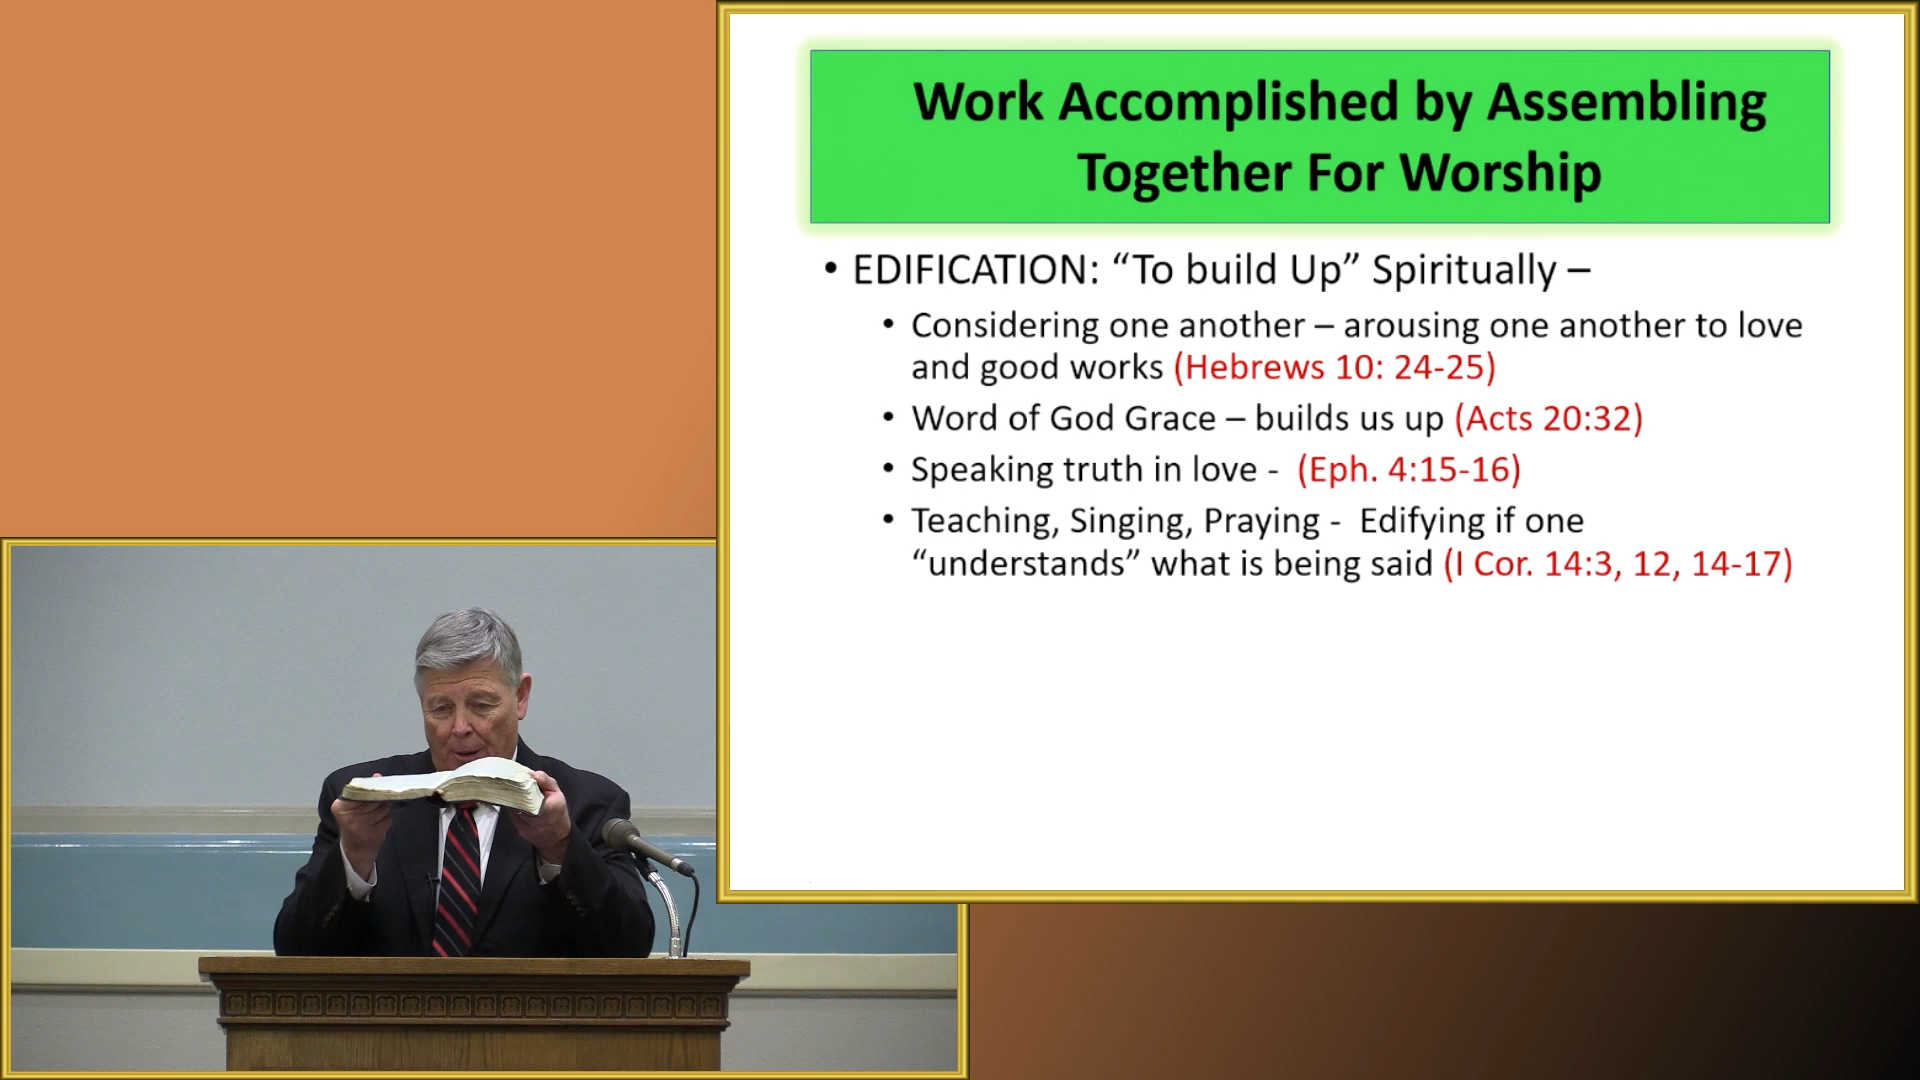 Work Accomplished by Assembling
Together For Worship
• EDIFICATION: “To build Up” Spiritually –
• Considering one another – arousing one another to love
and good works (Hebrews 10: 24-25)
• Word of God Grace – builds us up (Acts 20:32)
• Speaking truth in love -  (Eph. 4:15-16)
• Teaching, Singing, Praying -  Edifying if one
“understands” what is being said (I Cor. 14:3, 12, 14-17)